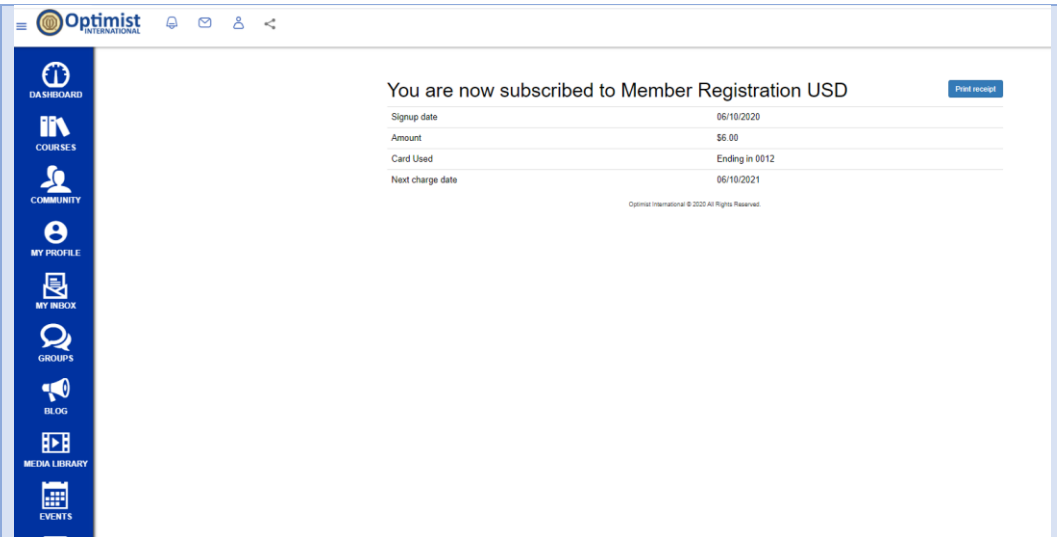 Optimist
INTERNATIONAL
DASHBOARD
COURSES
COMMUNITY
MY PROFILE
MY INBOX
GROUPS
BLOG
MEDIA LIBRARY
EVENTS
You are now subscribed to Member Registration USD
Print receipt
Signup date 06/10/2020
Amount $6.00
Card Used Ending in 0012
Next charge date 06/10/2021
Optimist International © 2020 All Rights Reserved.